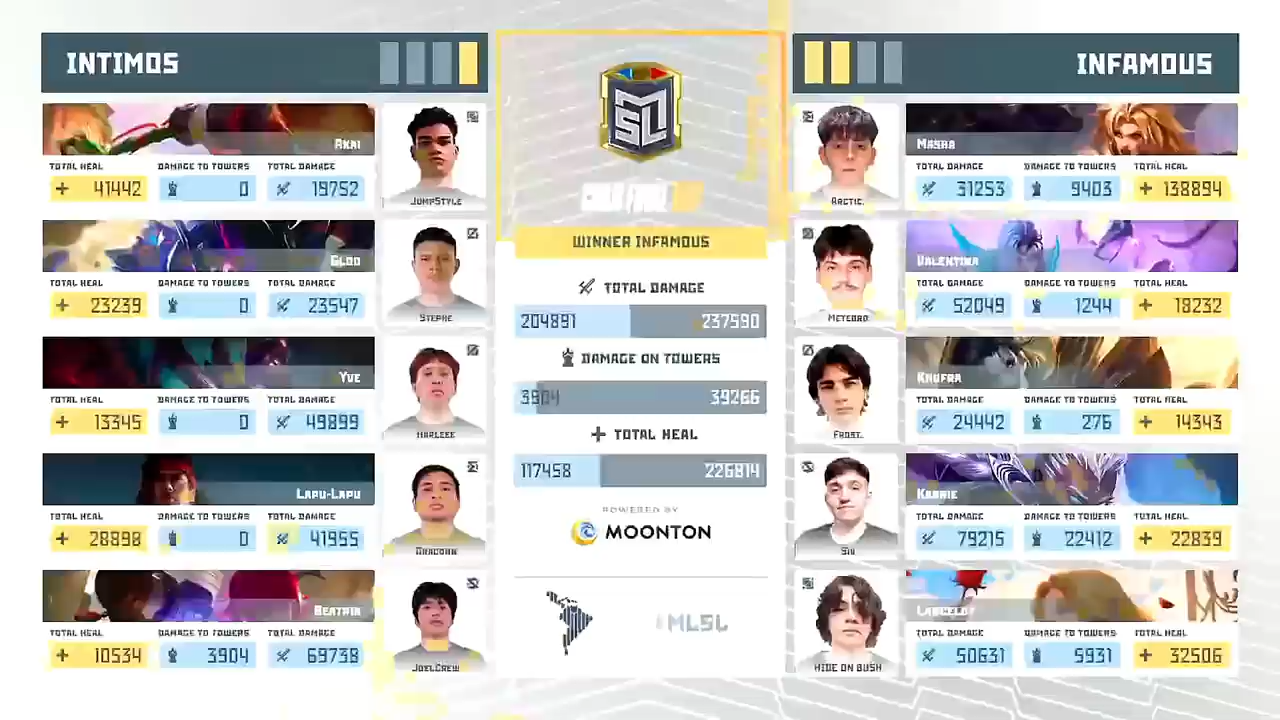 INTIMOS
AKAI
TOTAL HEAL DAMAGE TO TOWERS TOTAL DAMAGE
41442 0 19752
JUMPSTYLE
GLOO
TOTAL HEAL DAMAGE TO TOWERS TOTAL DAMAGE
23239 0 23547
STEPHE
YVE
TOTAL HEAL DAMAGE TO TOWERS TOTAL DAMAGE
13345 0 49899
HARLEEE
LAPU-LAPU
TOTAL HEAL DAMAGE TO TOWERS TOTAL DAMAGE
28898 0 41955
BEATRIX
TOTAL HEAL DAMAGE TO TOWERS TOTAL DAMAGE
10534 3904 69738
JOELCREW
MSL
WINNER INFAMOUS
TOTAL DAMAGE
204891 237590
DAMAGE ON TOWERS
3904 39266
TOTAL HEAL
117458 226814
POWERED BY
MOONTON
#MLSL
INFAMOUS
MASHA
TOTAL DAMAGE DAMAGE TO TOWERS TOTAL HEAL
31253 9403 138894
ARCTIC.
VALENTINA
TOTAL DAMAGE DAMAGE TO TOWERS TOTAL HEAL
52049 1244 18232
METEORO.
KHUFRA
TOTAL DAMAGE DAMAGE TO TOWERS TOTAL HEAL
24442 276 14343
FROST.
KARRIE
TOTAL DAMAGE DAMAGE TO TOWERS TOTAL HEAL
79215 22412 22839
LANCELOT
TOTAL DAMAGE DAMAGE TO TOWERS TOTAL HEAL
50631 5931 32506
HIDE ON BUSH